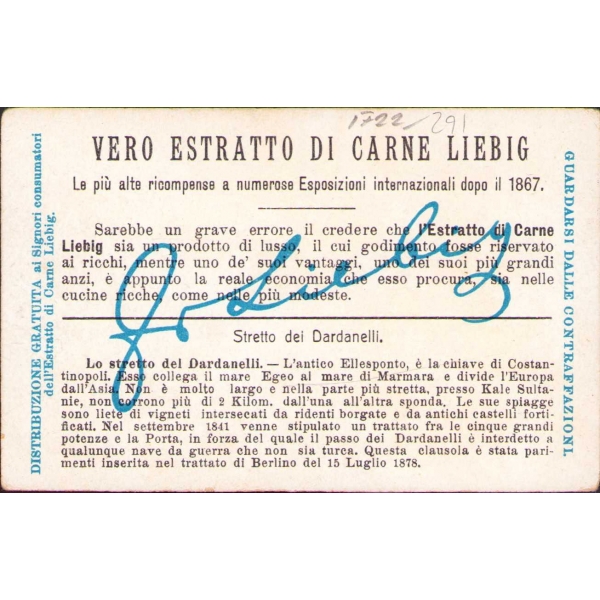 1722/291
VERO ESTRATTO DI CARNE LIEBIG
Le più alte ricompense a numerose Esposizioni internazionali dopo il 1867.
Sarebbe un grave errore il credere che l'Estratto di Carne
Liebig sia un prodotto di lusso, il cui godimento fosse riservato
ai ricchi, mentre uno de' suoi vantaggi, uno dei suoi più grandi
anzi, è appunto la reale economia che esso procura, sia nelle
cucine ricche, come nelle più modeste.
J v Liebig
Stretto dei Dardanelli.
Lo stretto dei Dardanelli. — L'antico Ellesponto, è la chiave di Costan-
tinopoli. Esso collega il mare Egeo al mare di Marmara e divide l'Europa
dall'Asia. Non è molto largo e nella parte più stretta, presso Kale Sulta-
nie, non corrono più di 2 Kilom. dall'una all'altra sponda. Le sue spiagge
sono liete di vigneti intersecati da ridenti borgate e da antichi castelli forti-
ficati. Nel settembre 1841 venne stipulato un trattato fra le cinque grandi
potenze e la Porta, in forza del quale il passo dei Dardanelli è interdetto a
qualunque nave da guerra che non sia turca. Questa clausola è stata pari-
menti inserita nel trattato di Berlino del 15 Luglio 1878.
DISTRIBUZIONE GRATUITA ai Signori consumatori
dell'Estratto di Carne Liebig.
GUARDARSI DALLE CONTRAFFAZIONI.